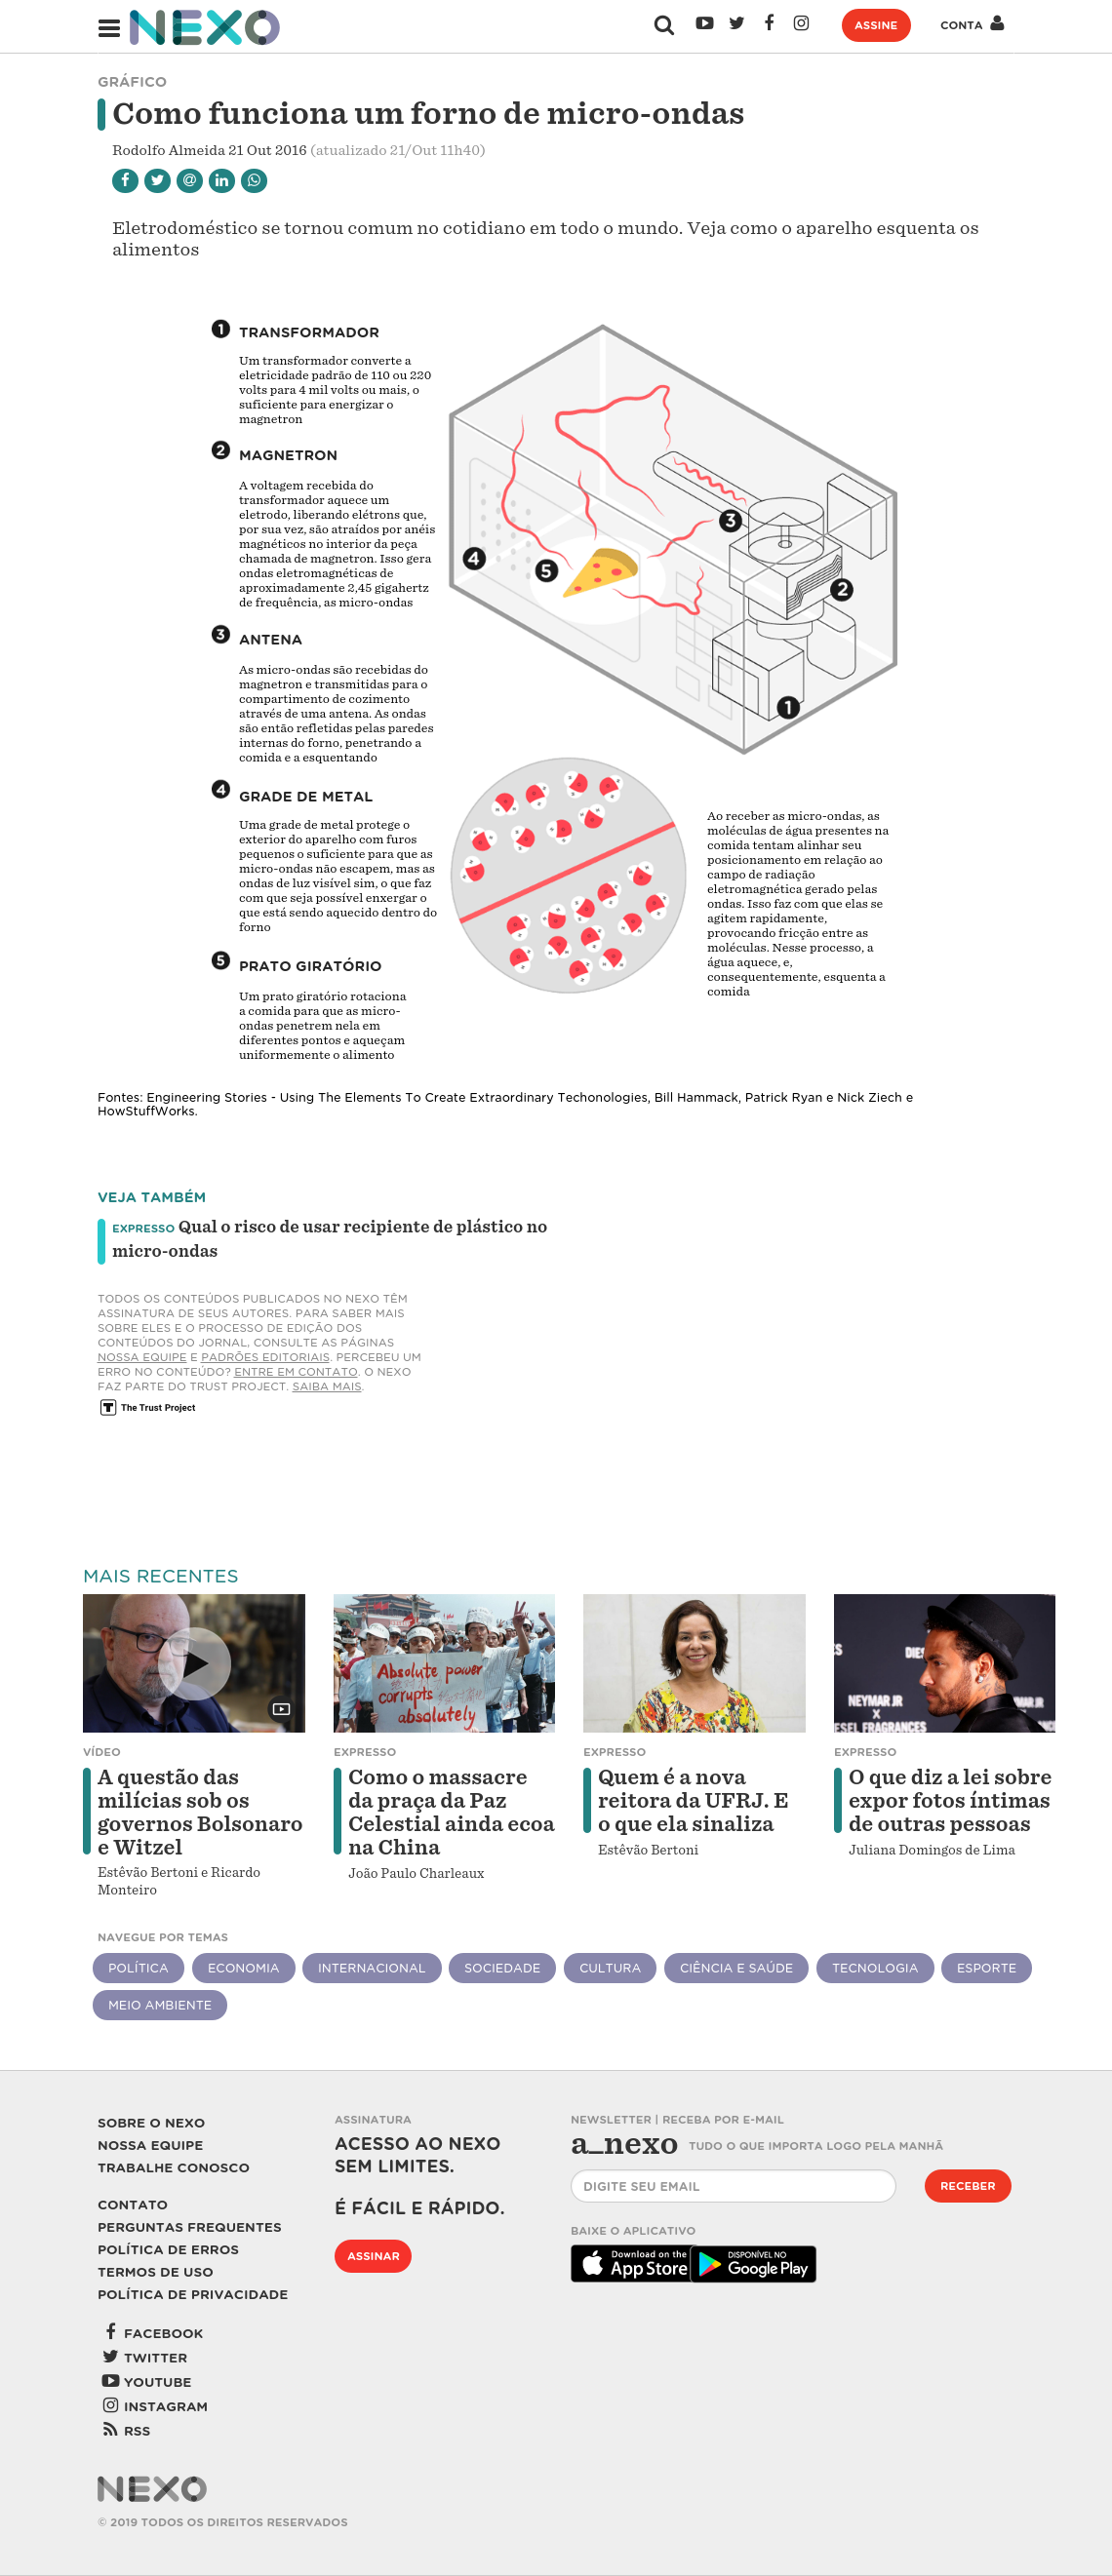 NEXO
ASSINE
CONTA
GRÁFICO
Como funciona um forno de micro-ondas
Rodolfo Almeida 21 Out 2016 (atualizado 21/Out 11h40)
Eletrodoméstico se tornou comum no cotidiano em todo o mundo. Veja como o aparelho esquenta os
alimentos
1 TRANSFORMADOR
Um transformador converte a
eletricidade padrão de 110 ou 220
volts para 4 mil volts ou mais, o
suficiente para energizar o
magnetron
2 MAGNETRON
A voltagem recebida do
transformador aquece um
eletrodo, liberando elétrons que,
por sua vez, são atraídos por anéis
magnéticos no interior da peça
chamada de magnetron. Isso gera
ondas eletromagnéticas de
aproximadamente 2,45 gigahertz
de frequência, as micro-ondas
3 ANTENA
As micro-ondas são recebidas do
magnetron e transmitidas para o
compartimento de cozimento
através de uma antena. As ondas
são então refletidas pelas paredes
internas do forno, penetrando a
comida e a esquentando
4 GRADE DE METAL
Uma grade de metal protege o
exterior do aparelho com furos
pequenos o suficiente para que as
micro-ondas não escapem, mas as
ondas de luz visível sim, o que faz
com que seja possível enxergar o
que está sendo aquecido dentro do
forno
5 PRATO GIRATÓRIO
Um prato giratório rotaciona
a comida para que as micro-
ondas penetrem nela em
diferentes pontos e aqueçam
uniformemente o alimento
3
4
5
2
1
Ao receber as micro-ondas, as
moléculas de água presentes na
comida tentam alinhar seu
posicionamento em relação ao
campo de radiação
eletromagnética gerado pelas
ondas. Isso faz com que elas se
agitem rapidamente,
provocando fricção entre as
moléculas. Nesse processo, a
água aquece, e,
consequentemente, esquenta a
comida
Fontes: Engineering Stories - Using The Elements To Create Extraordinary Techonologies, Bill Hammack, Patrick Ryan e Nick Ziech e
HowStuffWorks.
VEJA TAMBÉM
EXPRESSO Qual o risco de usar recipiente de plástico no
micro-ondas
TODOS OS CONTEÚDOS PUBLICADOS NO NEXO TÊM
ASSINATURA DE SEUS AUTORES. PARA SABER MAIS
SOBRE ELES E O PROCESSO DE EDIÇÃO DOS
CONTEÚDOS DO JORNAL, CONSULTE AS PÁGINAS
NOSSA EQUIPE E PADRÕES EDITORIAIS. PERCEBEU UM
ERRO NO CONTEÚDO? ENTRE EM CONTATO. O NEXO
FAZ PARTE DO TRUST PROJECT. SAIBA MAIS.
T The Trust Project
MAIS RECENTES
Absolute power
corrupts
absolutely
NEYMAR JR
X
DIESEL FRAGRANCES
VÍDEO
A questão das
milícias sob os
governos Bolsonaro
e Witzel
Estêvão Bertoni e Ricardo
Monteiro
EXPRESSO
Como o massacre
da praça da Paz
Celestial ainda ecoa
na China
João Paulo Charleaux
EXPRESSO
Quem é a nova
reitora da UFRJ. E
o que ela sinaliza
Estêvão Bertoni
EXPRESSO
O que diz a lei sobre
expor fotos íntimas
de outras pessoas
Juliana Domingos de Lima
NAVEGUE POR TEMAS
POLÍTICA
ECONOMIA
INTERNACIONAL
SOCIEDADE
CULTURA
CIÊNCIA E SAÚDE
TECNOLOGIA
ESPORTE
MEIO AMBIENTE
SOBRE O NEXO
NOSSA EQUIPE
TRABALHE CONOSCO
CONTATO
PERGUNTAS FREQUENTES
POLÍTICA DE ERROS
TERMOS DE USO
POLÍTICA DE PRIVACIDADE
FACEBOOK
TWITTER
YOUTUBE
INSTAGRAM
RSS
ASSINATURA
ACESSO AO NEXO
SEM LIMITES.
É FÁCIL E RÁPIDO.
ASSINAR
NEWSLETTER | RECEBA POR E-MAIL
a_nexo TUDO O QUE IMPORTA LOGO PELA MANHÃ
DIGITE SEU EMAIL
RECEBER
BAIXE O APLICATIVO
Download on the
App Store
DISPONÍVEL NO
Google Play
NEXO
© 2019 TODOS OS DIREITOS RESERVADOS